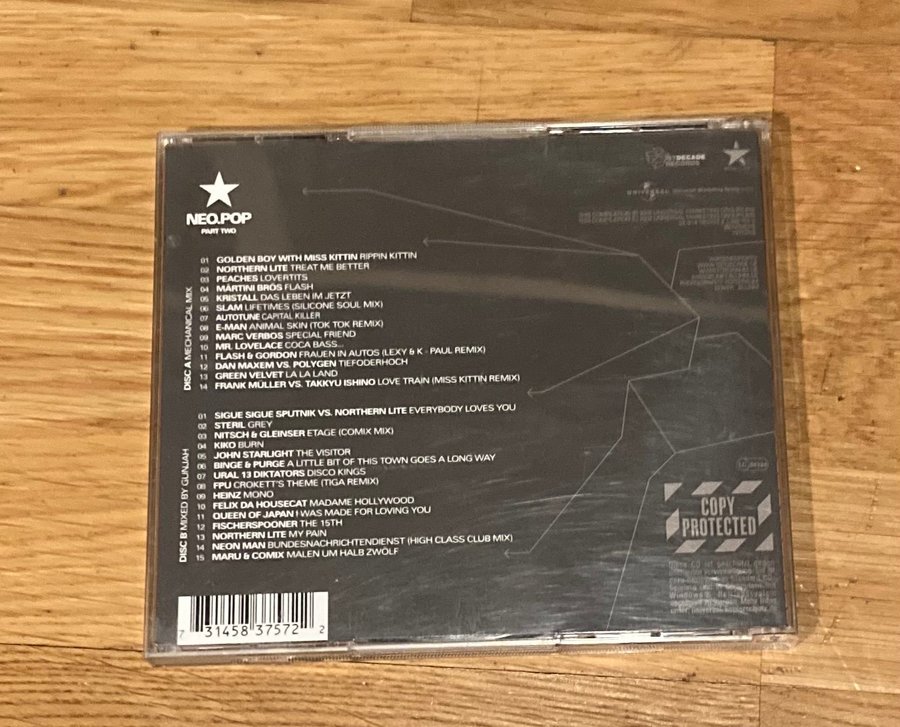 NEO.POP
PART TWO
DISC A MECHANICAL MIX
01 GOLDEN BOY WITH MISS KITTIN RIPPIN KITTIN
02 NORTHERN LITE TREAT ME BETTER
03 PEACHES LOVERTITS
04 MÄRTINI BRÖS FLASH
05 KRISTALL DAS LEBEN IM JETZT
06 SLAM LIFETIMES (SILICONE SOUL MIX)
07 AUTOTUNE CAPITAL KILLER
08 E-MAN ANIMAL SKIN (TOK TOK REMIX)
09 MARC VERBOS SPECIAL FRIEND
10 MR. LOVELACE COCA BASS...
11 FLASH & GORDON FRAUEN IN AUTOS (LEXY & K - PAUL REMIX)
12 DAN MAXEM VS. POLYGEN TIEFODERHOCH
13 GREEN VELVET LA LA LAND
14 FRANK MÜLLER VS. TAKKYU ISHINO LOVE TRAIN (MISS KITTIN REMIX)
DISC B MIXED BY GUNJAH
01 SIGUE SIGUE SPUTNIK VS. NORTHERN LITE EVERYBODY LOVES YOU
02 STERIL GREY
03 NITSCH & GLEINSER ETAGE (COMIX MIX)
04 KIKO BURN
05 JOHN STARLIGHT THE VISITOR
06 BINGE & PURGE A LITTLE BIT OF THIS TOWN GOES A LONG WAY
07 URAL 13 DIKTATORS DISCO KINGS
08 FPU CROKETT'S THEME (TIGA REMIX)
09 HEINZ MONO
10 FELIX DA HOUSECAT MADAME HOLLYWOOD
11 QUEEN OF JAPAN I WAS MADE FOR LOVING YOU
12 FISCHERSPOONER THE 15TH
13 NORTHERN LITE MY PAIN
14 NEON MAN BUNDESNACHRICHTENDIENST (HIGH CLASS CLUB MIX)
15 MARU & COMIX MALEN UM HALB ZWÖLF
7 31458 37572 2
DECADE
RECORDS
UNIVERSAL
COPY
PROTECTED